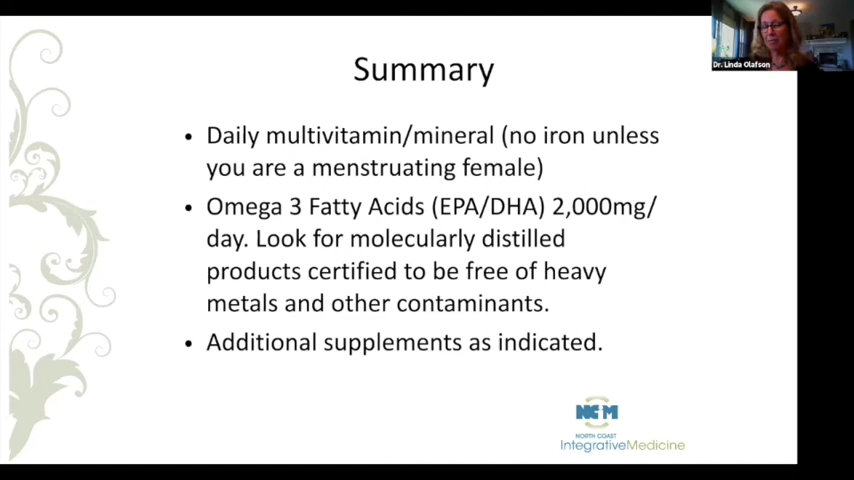 Dr. Linda Olafson
Summary
• Daily multivitamin/mineral (no iron unless
you are a menstruating female)
• Omega 3 Fatty Acids (EPA/DHA) 2,000mg/
day. Look for molecularly distilled
products certified to be free of heavy
metals and other contaminants.
• Additional supplements as indicated.
NCIM
NORTH COAST
IntegrativeMedicine